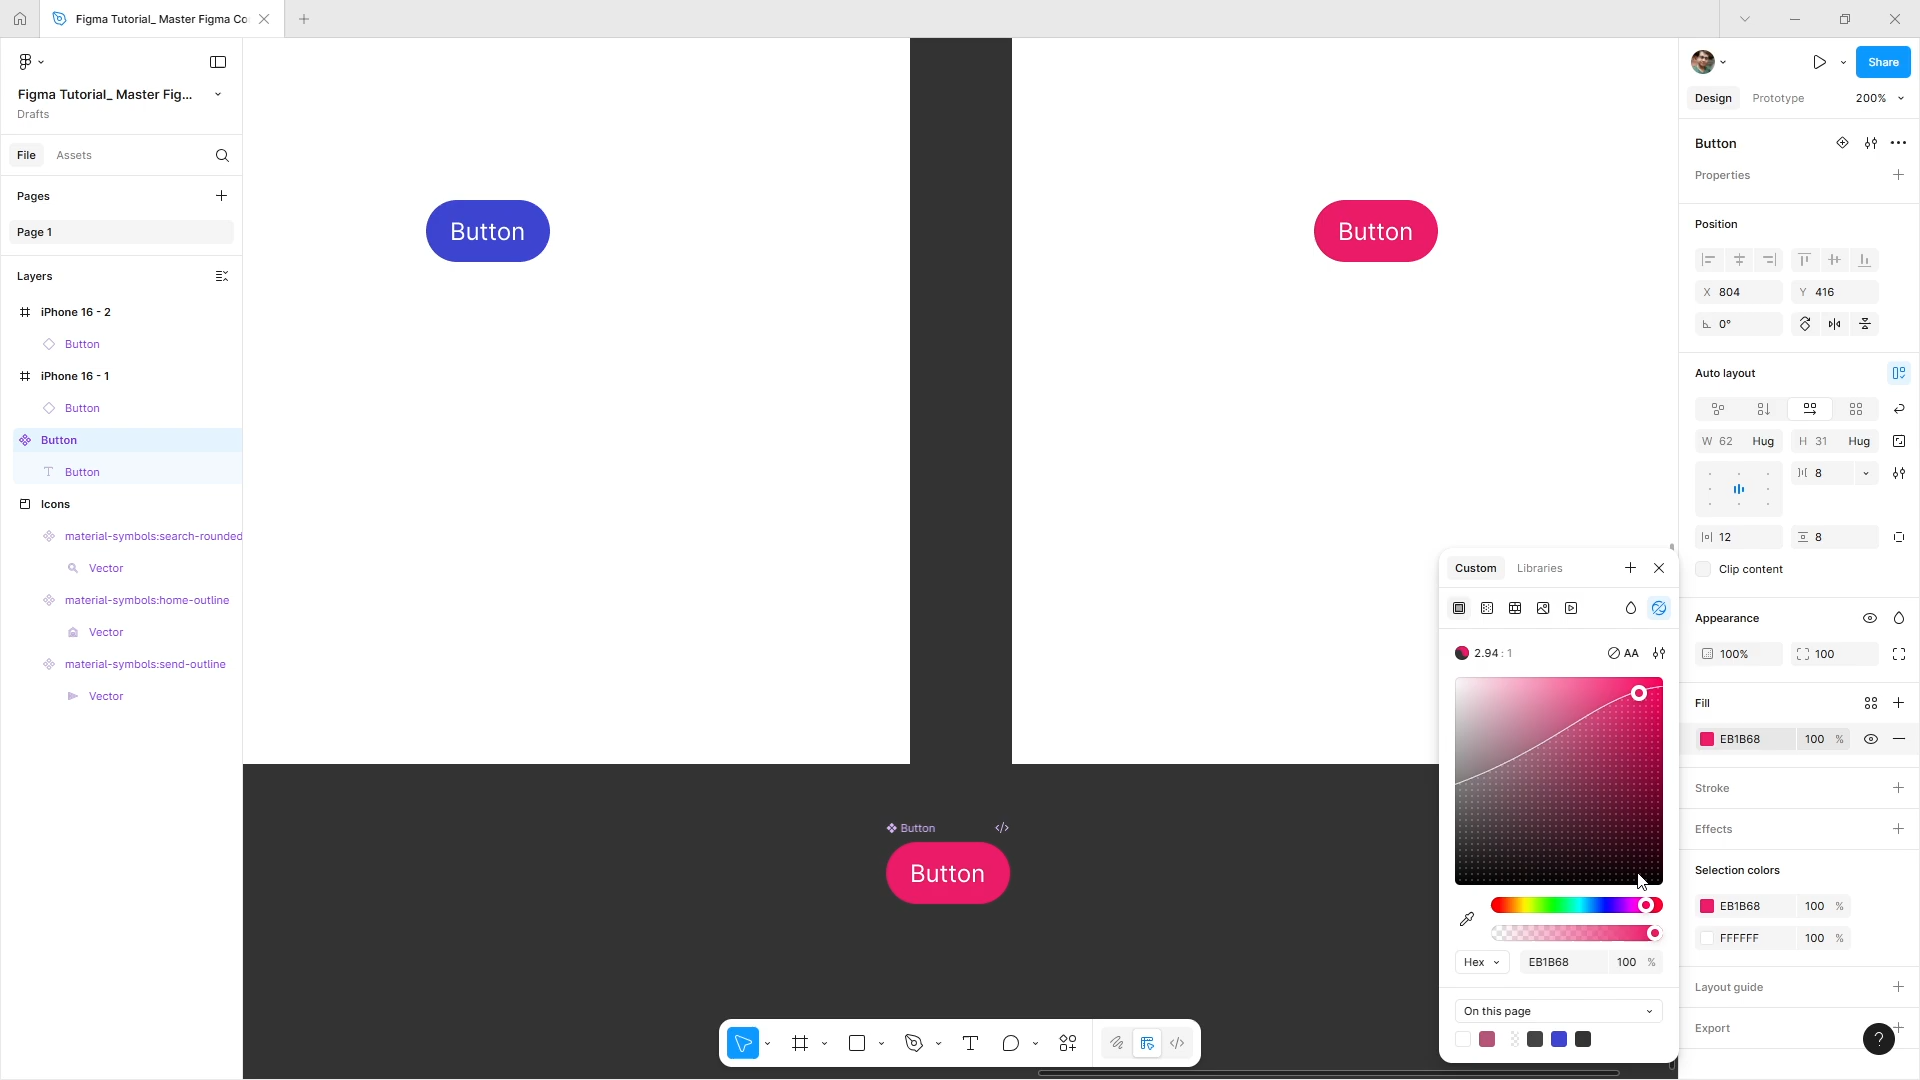 Figma Tutorial_ Master Figma Co
Figma Tutorial_ Master Fig...
Drafts
File
Assets
Pages
Page 1
Layers
iPhone 16 - 2
Button
iPhone 16 - 1
Button
Button
Button
Icons
material-symbols:search-rounded
Vector
material-symbols:home-outline
Vector
material-symbols:send-outline
Vector
Button
Button
Button
Button
Share
Design
Prototype
200%
Button
Properties
Position
X 804
Y 416
0°
Auto layout
W 62 Hug
H 31 Hug
8
12
8
Clip content
Appearance
100%
100
Fill
EB1B68 100 %
Stroke
Effects
Selection colors
EB1B68 100 %
FFFFFF 100 %
Layout guide
Export
?
Custom
Libraries
2.94 : 1
AA
Hex
EB1B68 100 %
On this page